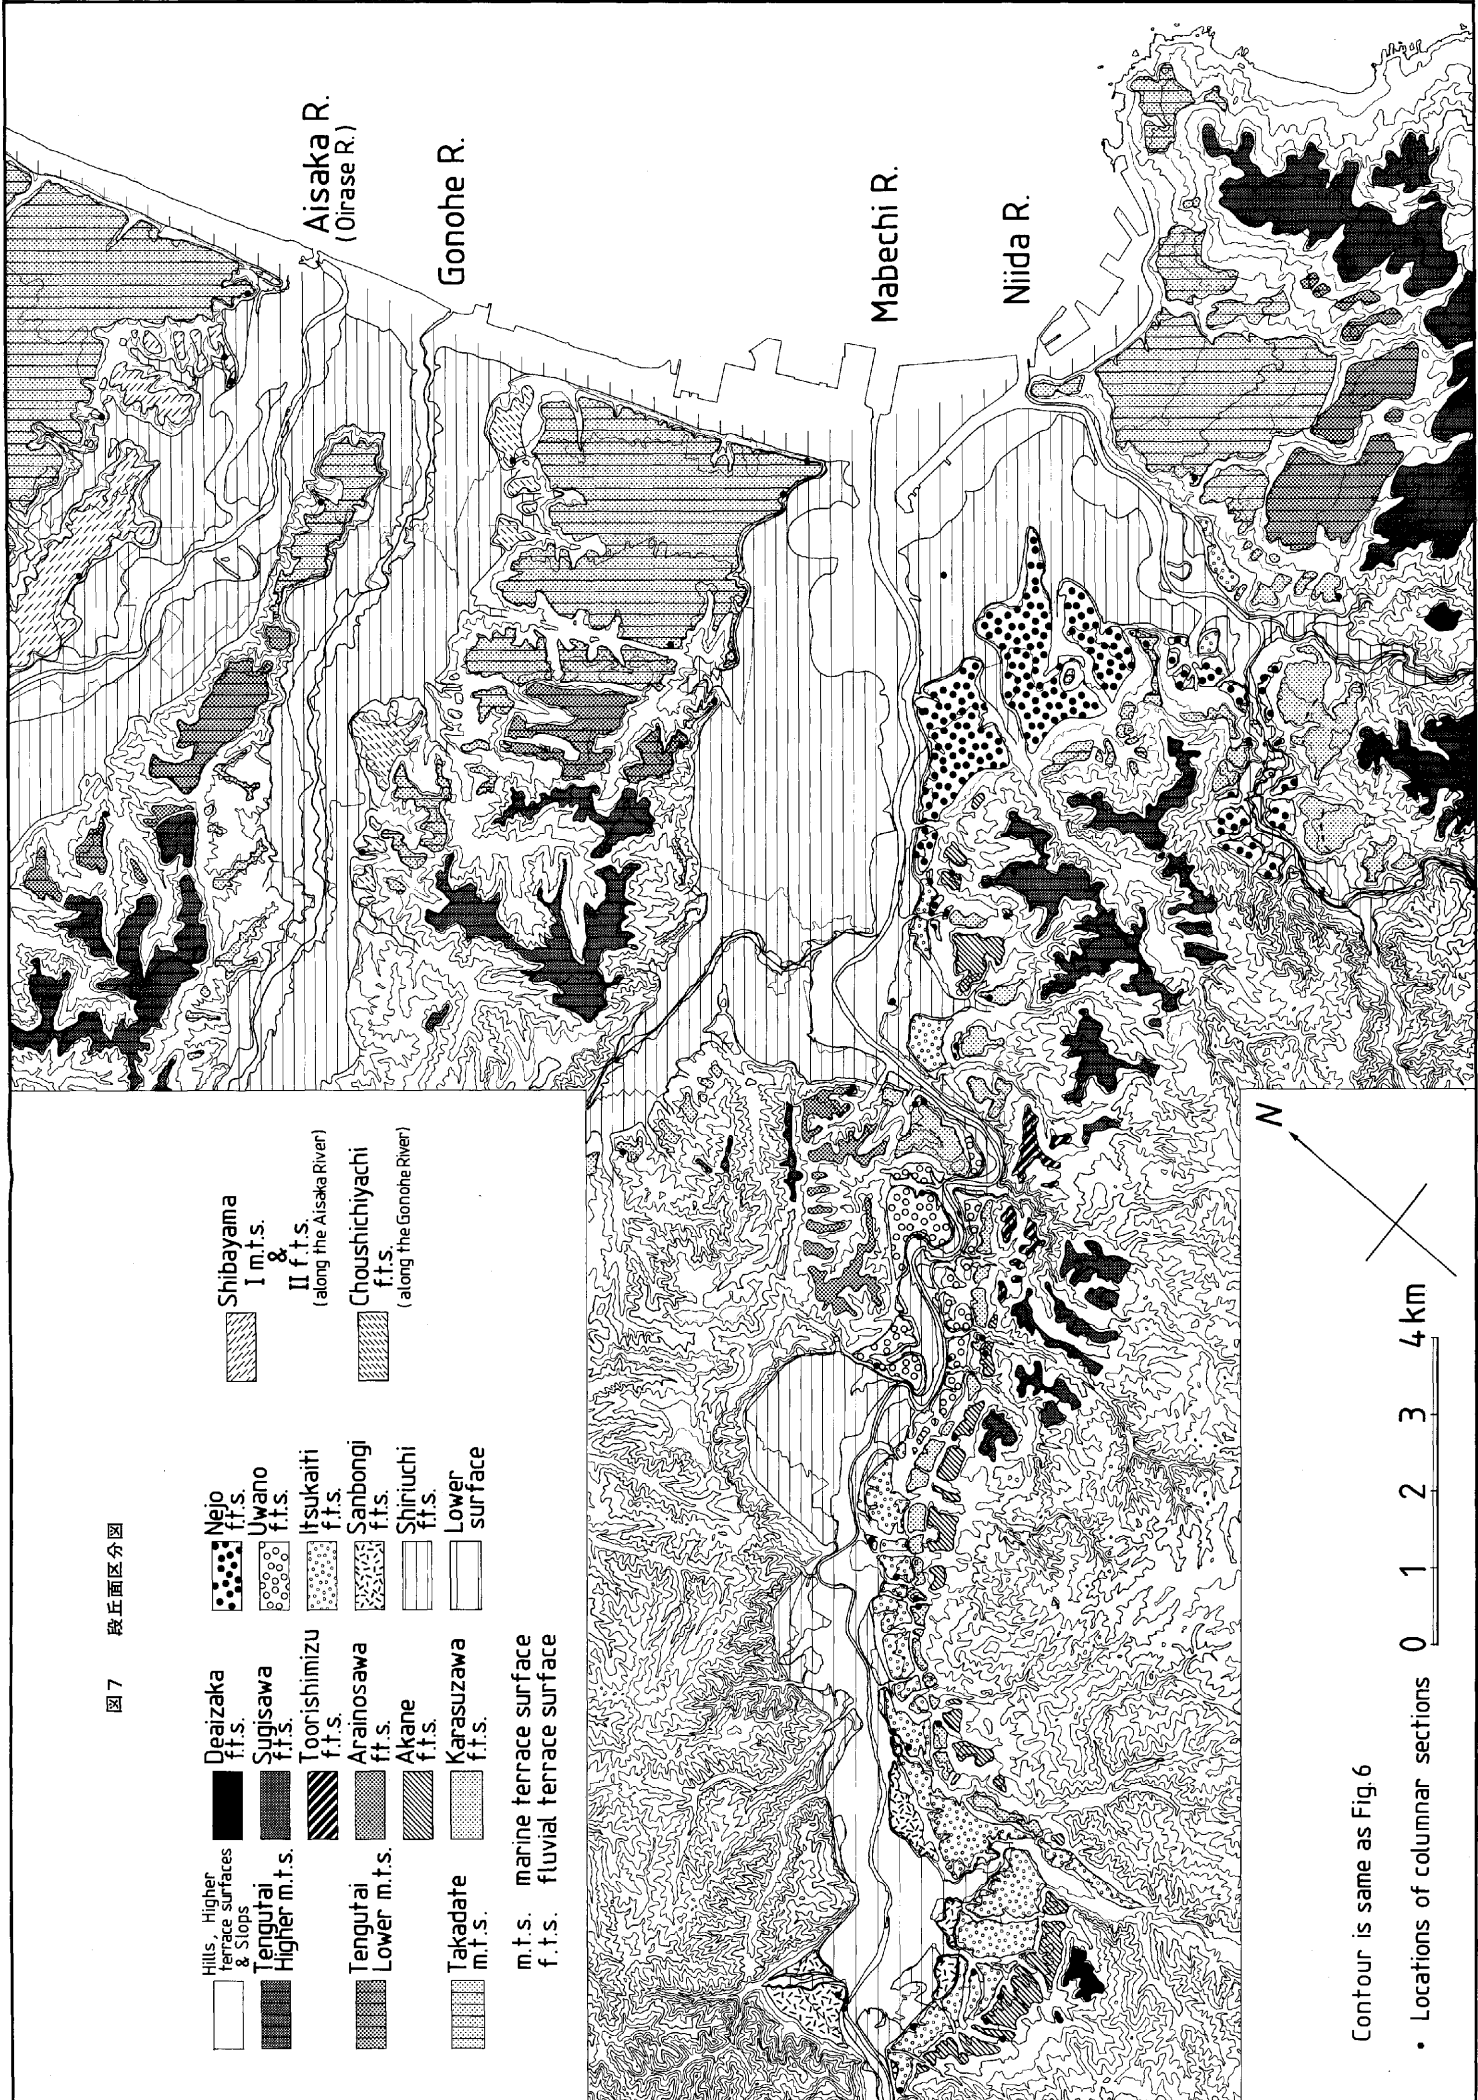 図7 段丘面区分図
Hills, Higher
terrace surfaces
& Slops
Tengutai
Higher m.t.s.
Tengutai
Lower m.t.s.
Takadate
m.t.s.
m.t.s. marine terrace surface
f.t.s. fluvial terrace surface
Deaizaka
f.t.s.
Sugisawa
f.t.s.
Toorishimizu
f.t.s.
Arainosawa
f.t.s.
Akane
f.t.s.
Karasuzawa
f.t.s.
Nejo
f.t.s.
Uwano
f.t.s.
Itsukaiti
f.t.s.
Sanbongi
f.t.s.
Shiriuchi
f.t.s.
Lower
surface
Shibayama
I m.t.s.
&
II f.t.s.
(along the Aisaka River)
Choushichiyachi
f.t.s.
(along the Gonohe River)
Aisaka R.
(Oirase R.)
Gonohe R.
Mabechi R.
Niida R.
N
Contour is same as Fig.6
• Locations of columnar sections
0 1 2 3 4km